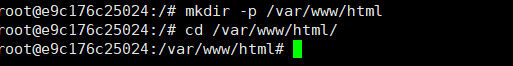 root@e9c176c25024:/# mkdir -p /var/www/html
root@e9c176c25024:/# cd /var/www/html/
root@e9c176c25024:/var/www/html#